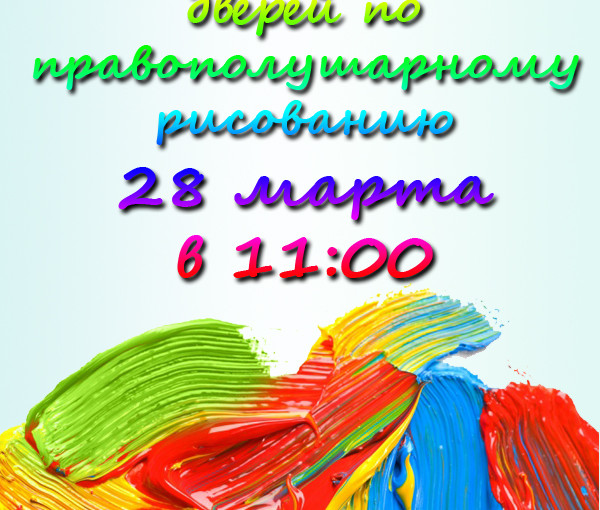 дверей по
правополушарному
рисованию
28 марта
в 11:00